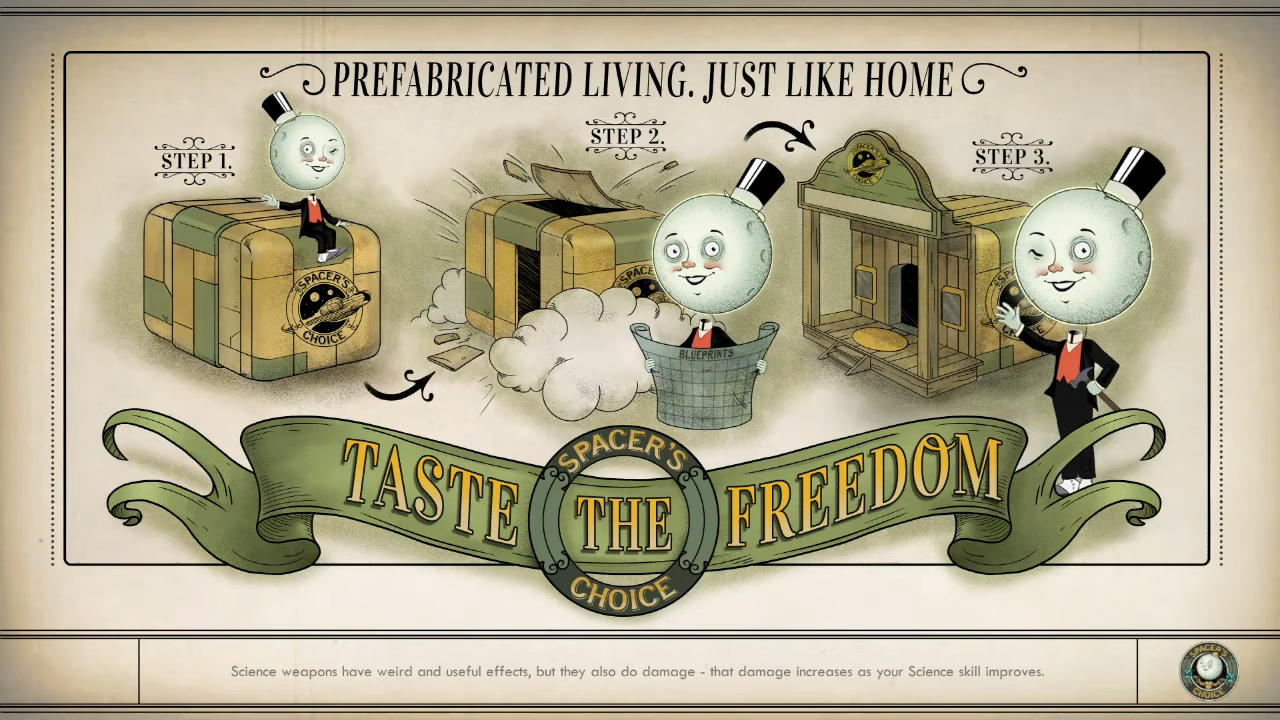 PREFABRICATED LIVING. JUST LIKE HOME
STEP 1.
STEP 2.
STEP 3.
SPACER'S
CHOICE
SPACER'S
BLUEPRINTS
SPACER'S
CHOICE
SPACER'S
TASTE THE FREEDOM
CHOICE
Science weapons have weird and useful effects, but they also do damage - that damage increases as your Science skill improves.
SPACER'S
CHOICE